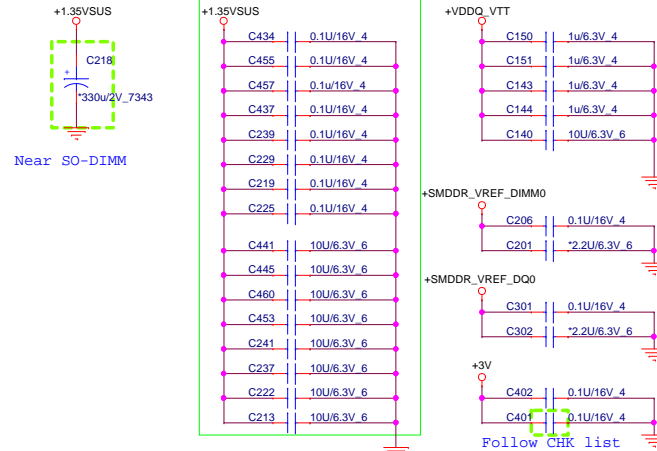 +1.35VSUS
C218
+
*330u/2V_7343
Near SO-DIMM
+1.35VSUS
C434 0.1U/16V_4
C455 0.1U/16V_4
C457 0.1u/16V_4
C437 0.1U/16V_4
C239 0.1U/16V_4
C229 0.1U/16V_4
C219 0.1U/16V_4
C225 0.1U/16V_4
C441 10U/6.3V_6
C445 10U/6.3V_6
C460 10U/6.3V_6
C453 10U/6.3V_6
C241 10U/6.3V_6
C237 10U/6.3V_6
C222 10U/6.3V_6
C213 10U/6.3V_6
+VDDQ_VTT
C150 1u/6.3V_4
C151 1u/6.3V_4
C143 1u/6.3V_4
C144 1u/6.3V_4
C140 10U/6.3V_6
+SMDDR_VREF_DIMM0
C206 0.1U/16V_4
C201 *2.2U/6.3V_6
+SMDDR_VREF_DQ0
C301 0.1U/16V_4
C302 *2.2U/6.3V_6
+3V
C402 0.1U/16V_4
C401 0.1U/16V_4
Follow CHK list